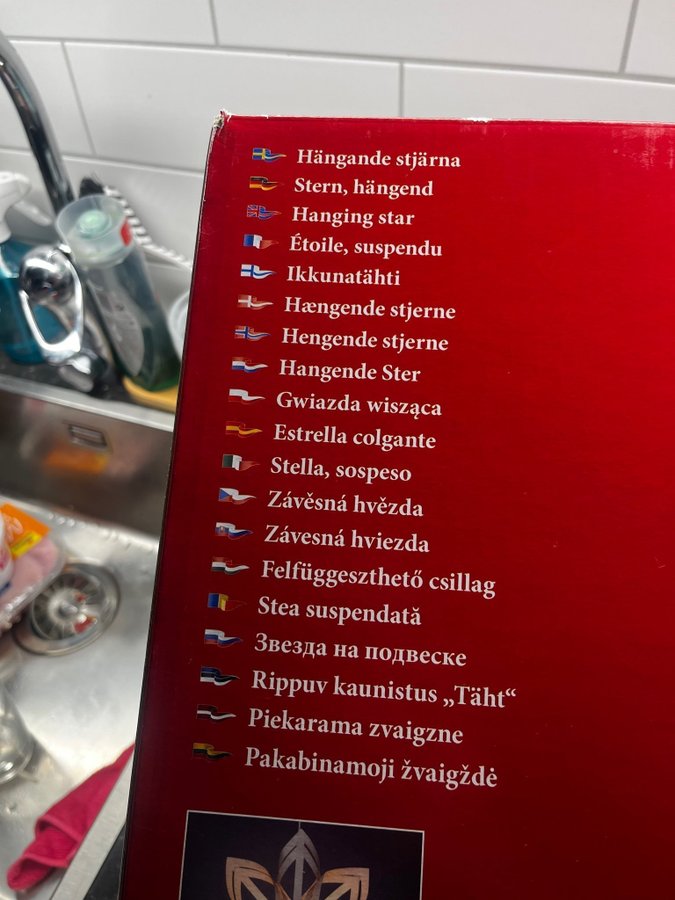 Hängande stjärna
Stern, hängend
Hanging star
Étoile, suspendu
Ikkunatähti
Hængende stjerne
Hengende stjerne
Hangende Ster
Gwiazda wisząca
Estrella colgante
Stella, sospeso
Závěsná hvězda
Závesná hviezda
Felfüggeszthető csillag
Stea suspendată
Звезда на подвеске
Rippuv kaunistus „Täht“
Piekarama zvaigzne
Pakabinamoji žvaigždė